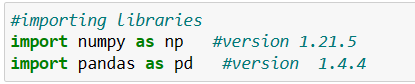 #importing libraries
import numpy as np   #version 1.21.5
import pandas as pd   #version  1.4.4